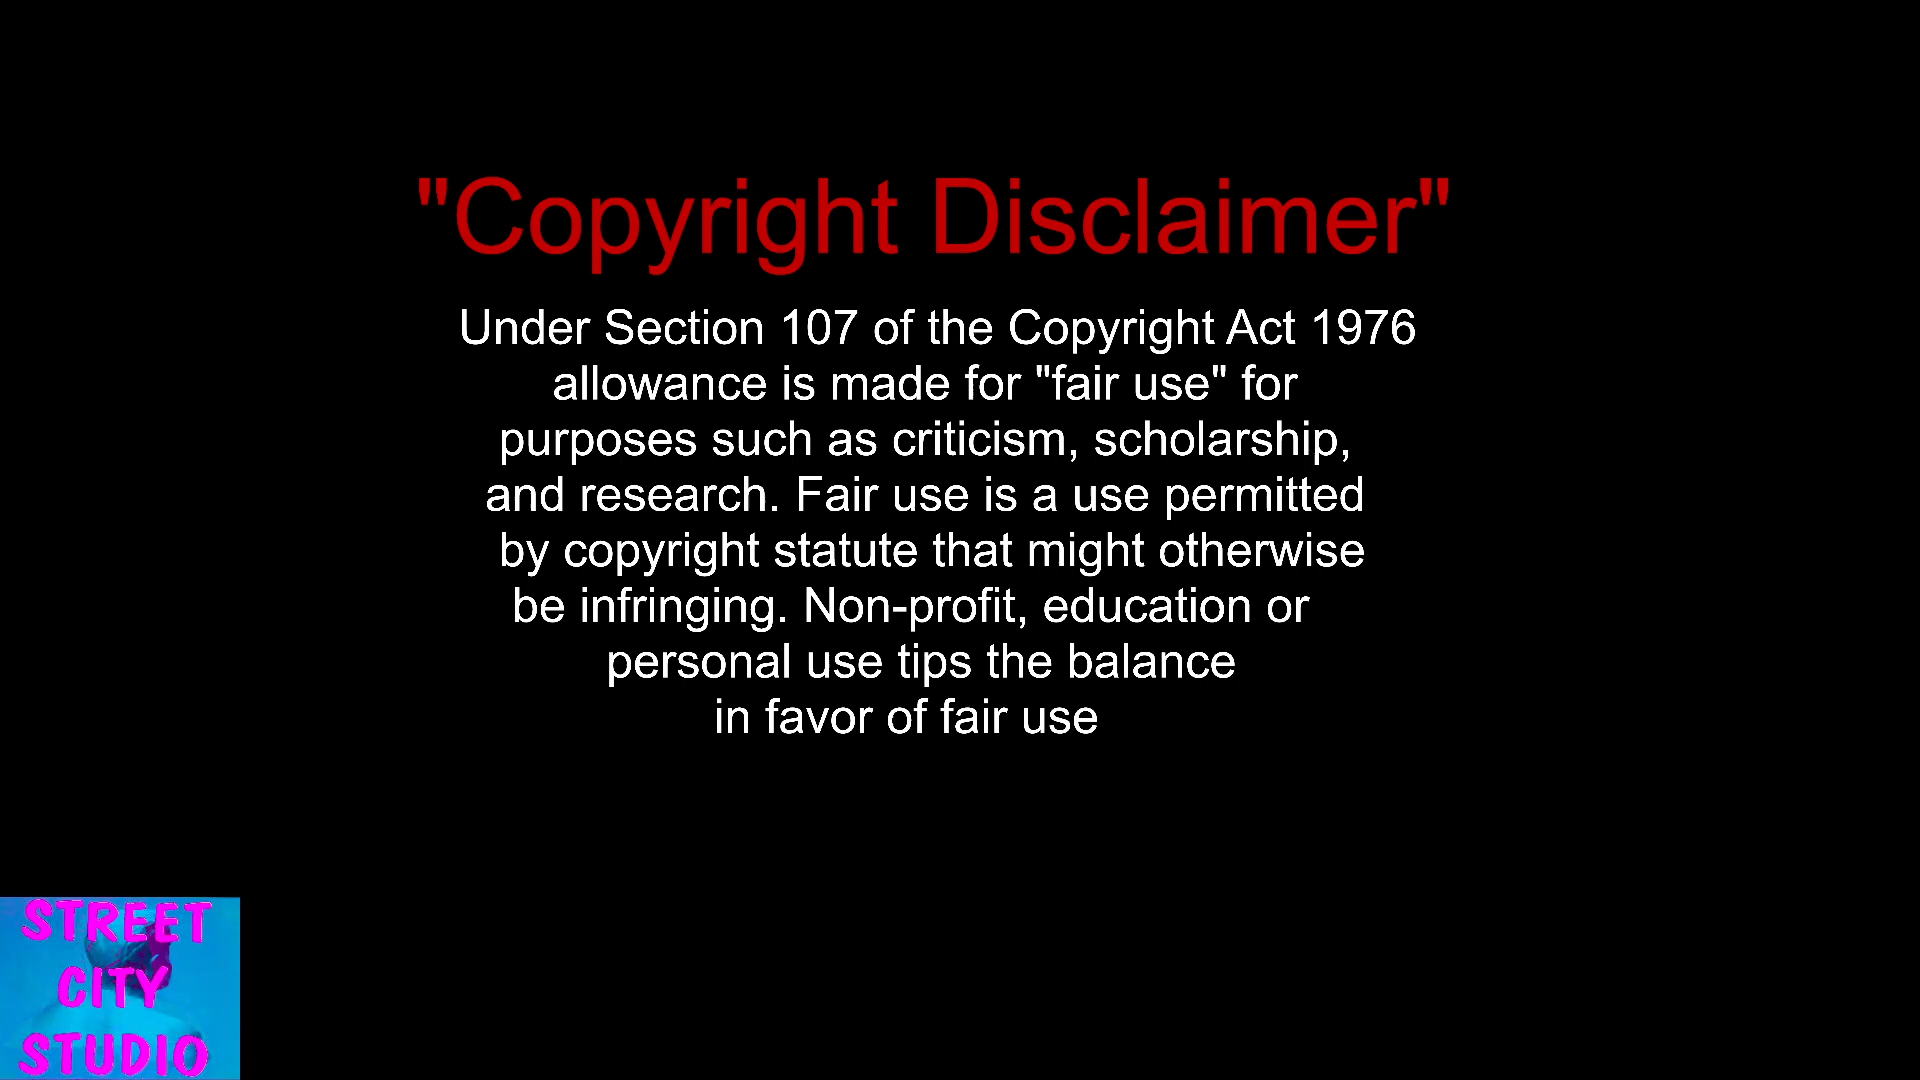 "Copyright Disclaimer"
Under Section 107 of the Copyright Act 1976
allowance is made for "fair use" for
purposes such as criticism, scholarship,
and research. Fair use is a use permitted
by copyright statute that might otherwise
be infringing. Non-profit, education or
personal use tips the balance
in favor of fair use
STREET
CITY
STUDIO